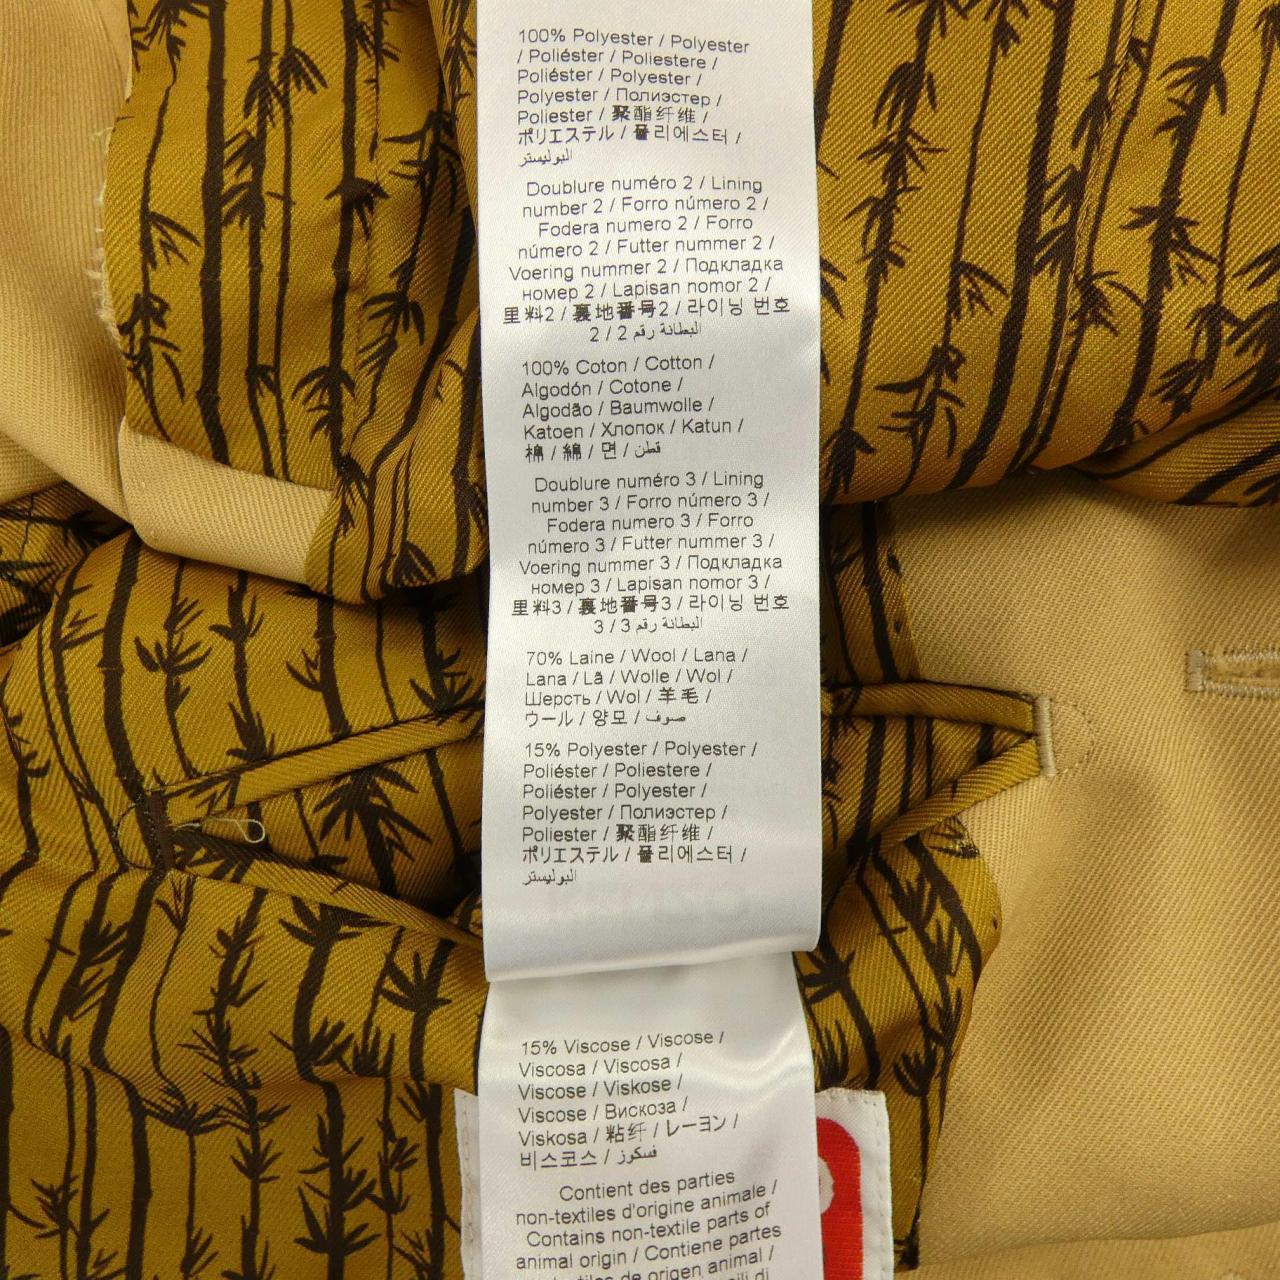 100% Polyester / Polyester
/ Poliéster / Poliestere /
Poliéster / Polyester /
Polyester / Полиэстер /
Poliester / 聚酯纤维 /
ポリエステル / 폴리에스터 /
البوليستر
Doublure numéro 2 / Lining
number 2 / Forro número 2 /
Fodera numero 2 / Forro
número 2 / Futter nummer 2 /
Voering nummer 2 / Подкладка
номер 2 / Lapisan nomor 2 /
里料2 / 裏地番号2 / 라이닝 번호
2 / البطانة رقم 2
100% Coton / Cotton /
Algodón / Cotone /
Algodão / Baumwolle /
Katoen / Хлопок / Katun /
棉 / 綿 / 면 / قطن
Doublure numéro 3 / Lining
number 3 / Forro número 3 /
Fodera numero 3 / Forro
número 3 / Futter nummer 3 /
Voering nummer 3 / Подкладка
номер 3 / Lapisan nomor 3 /
里料3 / 裏地番号3 / 라이닝 번호
3 / البطانة رقم 3
70% Laine / Wool / Lana /
Lana / Lã / Wolle / Wol /
Шерсть / Wol / 羊毛 /
ウール / 양모 / صوف
15% Polyester / Polyester /
Poliéster / Poliestere /
Poliéster / Polyester /
Polyester / Полиэстер /
Poliester / 聚酯纤维 /
ポリエステル / 폴리에스터 /
البوليستر
15% Viscose / Viscose /
Viscosa / Viscosa /
Viscose / Viskose /
Viscose / Вискоза /
Viskosa / 粘纤 / レーヨン /
비스코스 / فسكوز
Contient des parties
non-textiles d'origine animale /
Contains non-textile parts of
animal origin / Contiene partes
de origen animal /